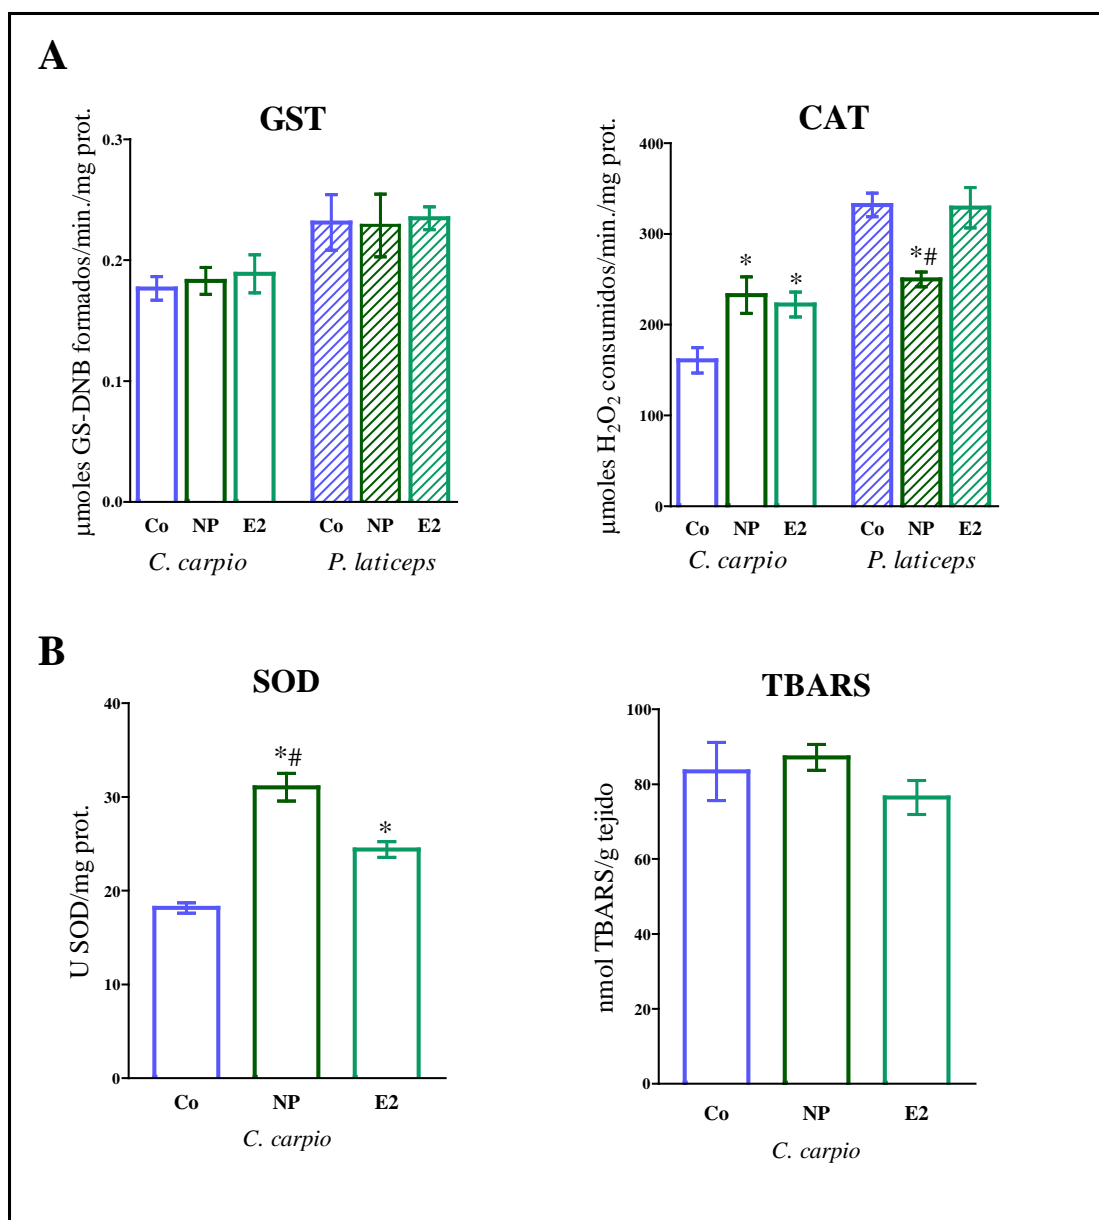 A
GST
µmoles GS-DNB formados/min./mg prot.
0.3
0.2
0.1
0.0
Co NP E2 Co NP E2
C. carpio P. laticeps
CAT
µmoles H₂O₂ consumidos/min./mg prot.
400
300
200
100
0
* * *#
Co NP E2 Co NP E2
C. carpio P. laticeps
B
SOD
U SOD/mg prot.
40
30
20
10
0
*# *
Co NP E2
C. carpio
TBARS
nmol TBARS/g tejido
100
80
60
40
20
0
Co NP E2
C. carpio